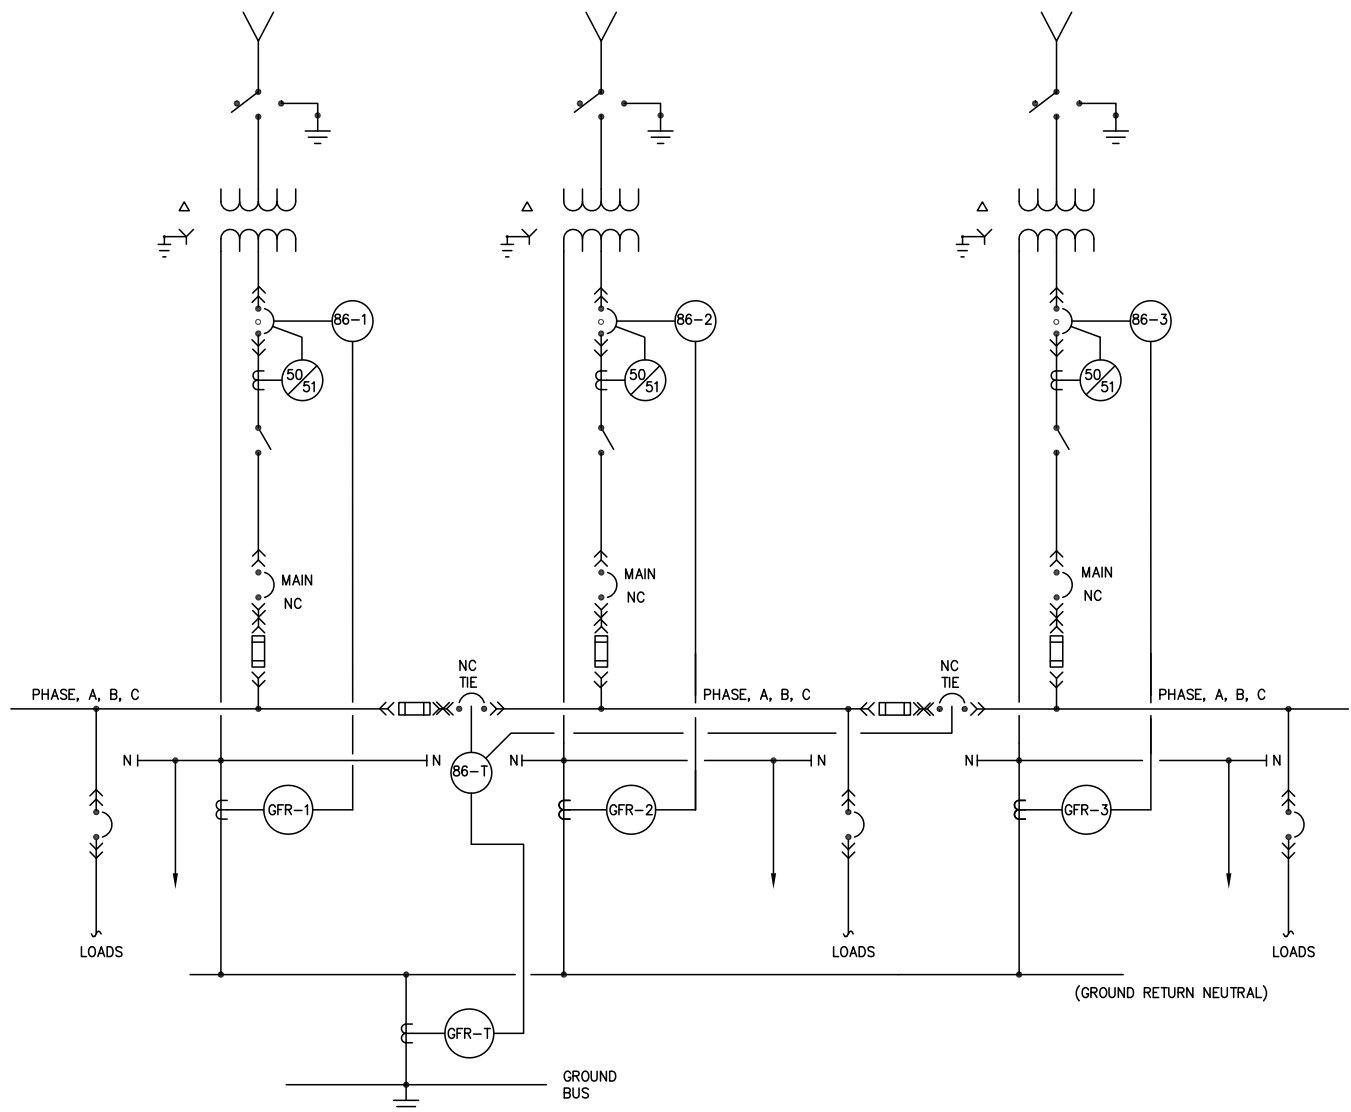 86-1
86-2
86-3
50
51
50
51
50
51
MAIN
NC
MAIN
NC
MAIN
NC
NC
TIE
NC
TIE
PHASE, A, B, C
PHASE, A, B, C
PHASE, A, B, C
N
N
86-T
N
N
N
N
GFR-1
GFR-2
GFR-3
LOADS
LOADS
LOADS
(GROUND RETURN NEUTRAL)
GFR-T
GROUND
BUS